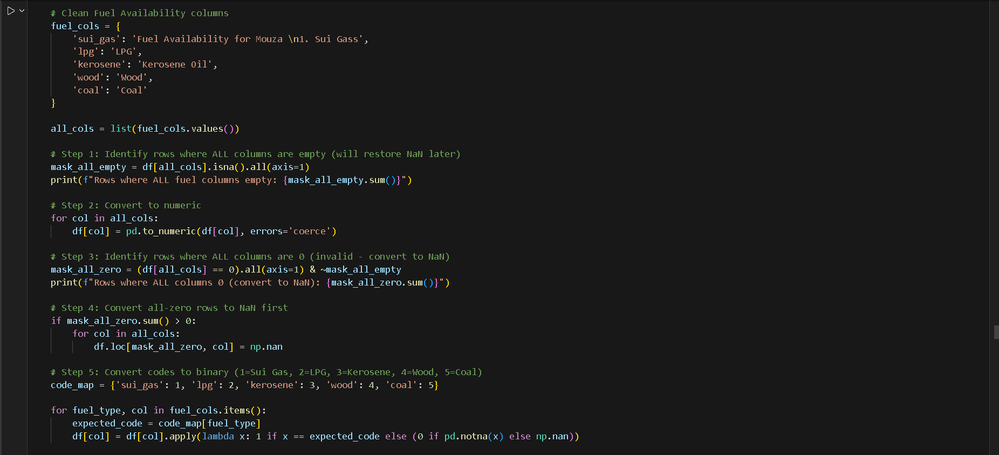 # Clean Fuel Availability columns
fuel_cols = {
    'sui_gas': 'Fuel Availability for Mouza \n1. Sui Gass',
    'lpg': 'LPG',
    'kerosene': 'Kerosene Oil',
    'wood': 'Wood',
    'coal': 'Coal'
}

all_cols = list(fuel_cols.values())

# Step 1: Identify rows where ALL columns are empty (will restore NaN later)
mask_all_empty = df[all_cols].isna().all(axis=1)
print(f"Rows where ALL fuel columns empty: {mask_all_empty.sum()}")

# Step 2: Convert to numeric
for col in all_cols:
    df[col] = pd.to_numeric(df[col], errors='coerce')

# Step 3: Identify rows where ALL columns are 0 (invalid - convert to NaN)
mask_all_zero = (df[all_cols] == 0).all(axis=1) & ~mask_all_empty
print(f"Rows where ALL columns 0 (convert to NaN): {mask_all_zero.sum()}")

# Step 4: Convert all-zero rows to NaN first
if mask_all_zero.sum() > 0:
    for col in all_cols:
        df.loc[mask_all_zero, col] = np.nan

# Step 5: Convert codes to binary (1=Sui Gas, 2=LPG, 3=Kerosene, 4=Wood, 5=Coal)
code_map = {'sui_gas': 1, 'lpg': 2, 'kerosene': 3, 'wood': 4, 'coal': 5}

for fuel_type, col in fuel_cols.items():
    expected_code = code_map[fuel_type]
    df[col] = df[col].apply(lambda x: 1 if x == expected_code else (0 if pd.notna(x) else np.nan))